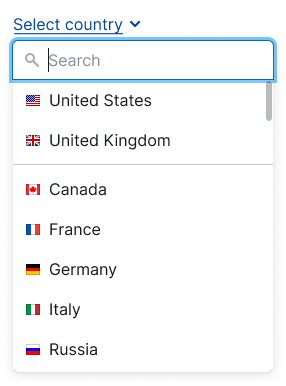 Select country
Search
United States
United Kingdom
Canada
France
Germany
Italy
Russia